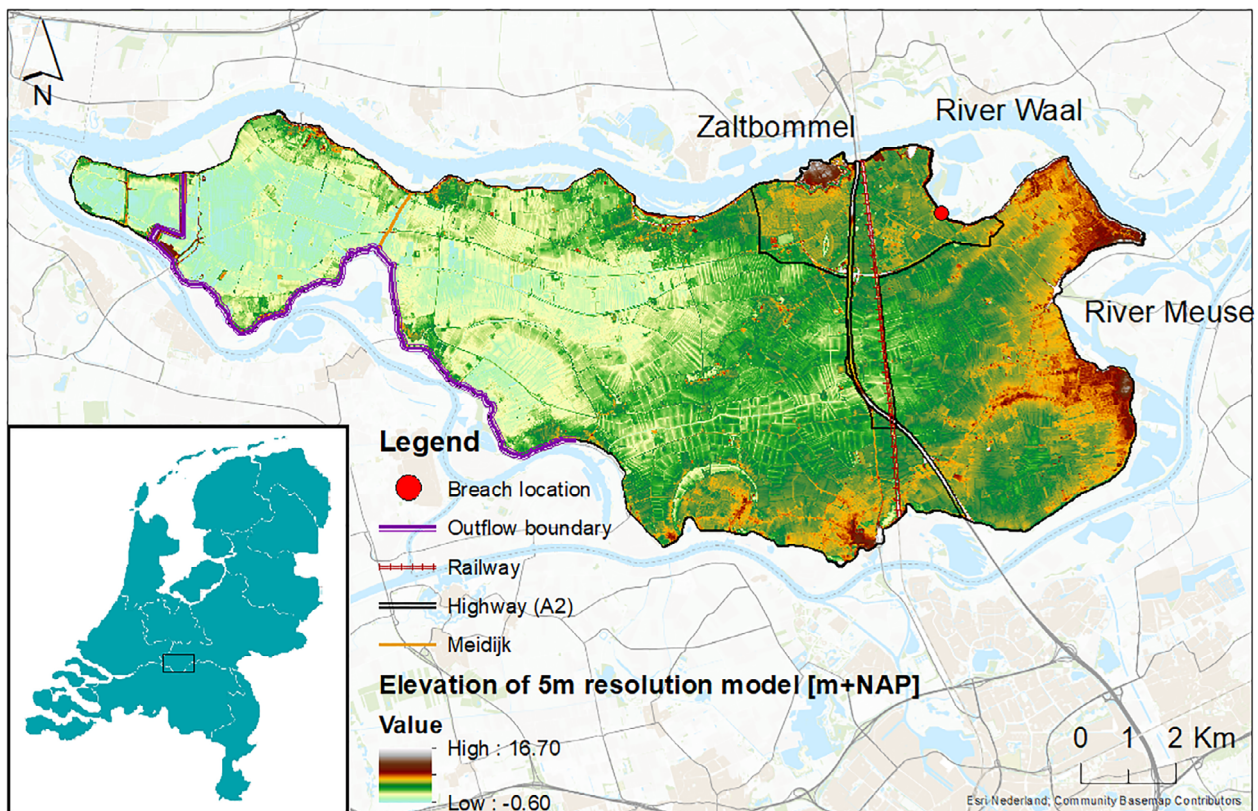 N
Zaltbommel
River Waal
River Meuse
Legend
Breach location
Outflow boundary
Railway
Highway (A2)
Meidijk
Elevation of 5m resolution model [m+NAP]
Value
High : 16.70
Low : -0.60
0 1 2 Km
Esri Nederland, Community Basemap Contributors